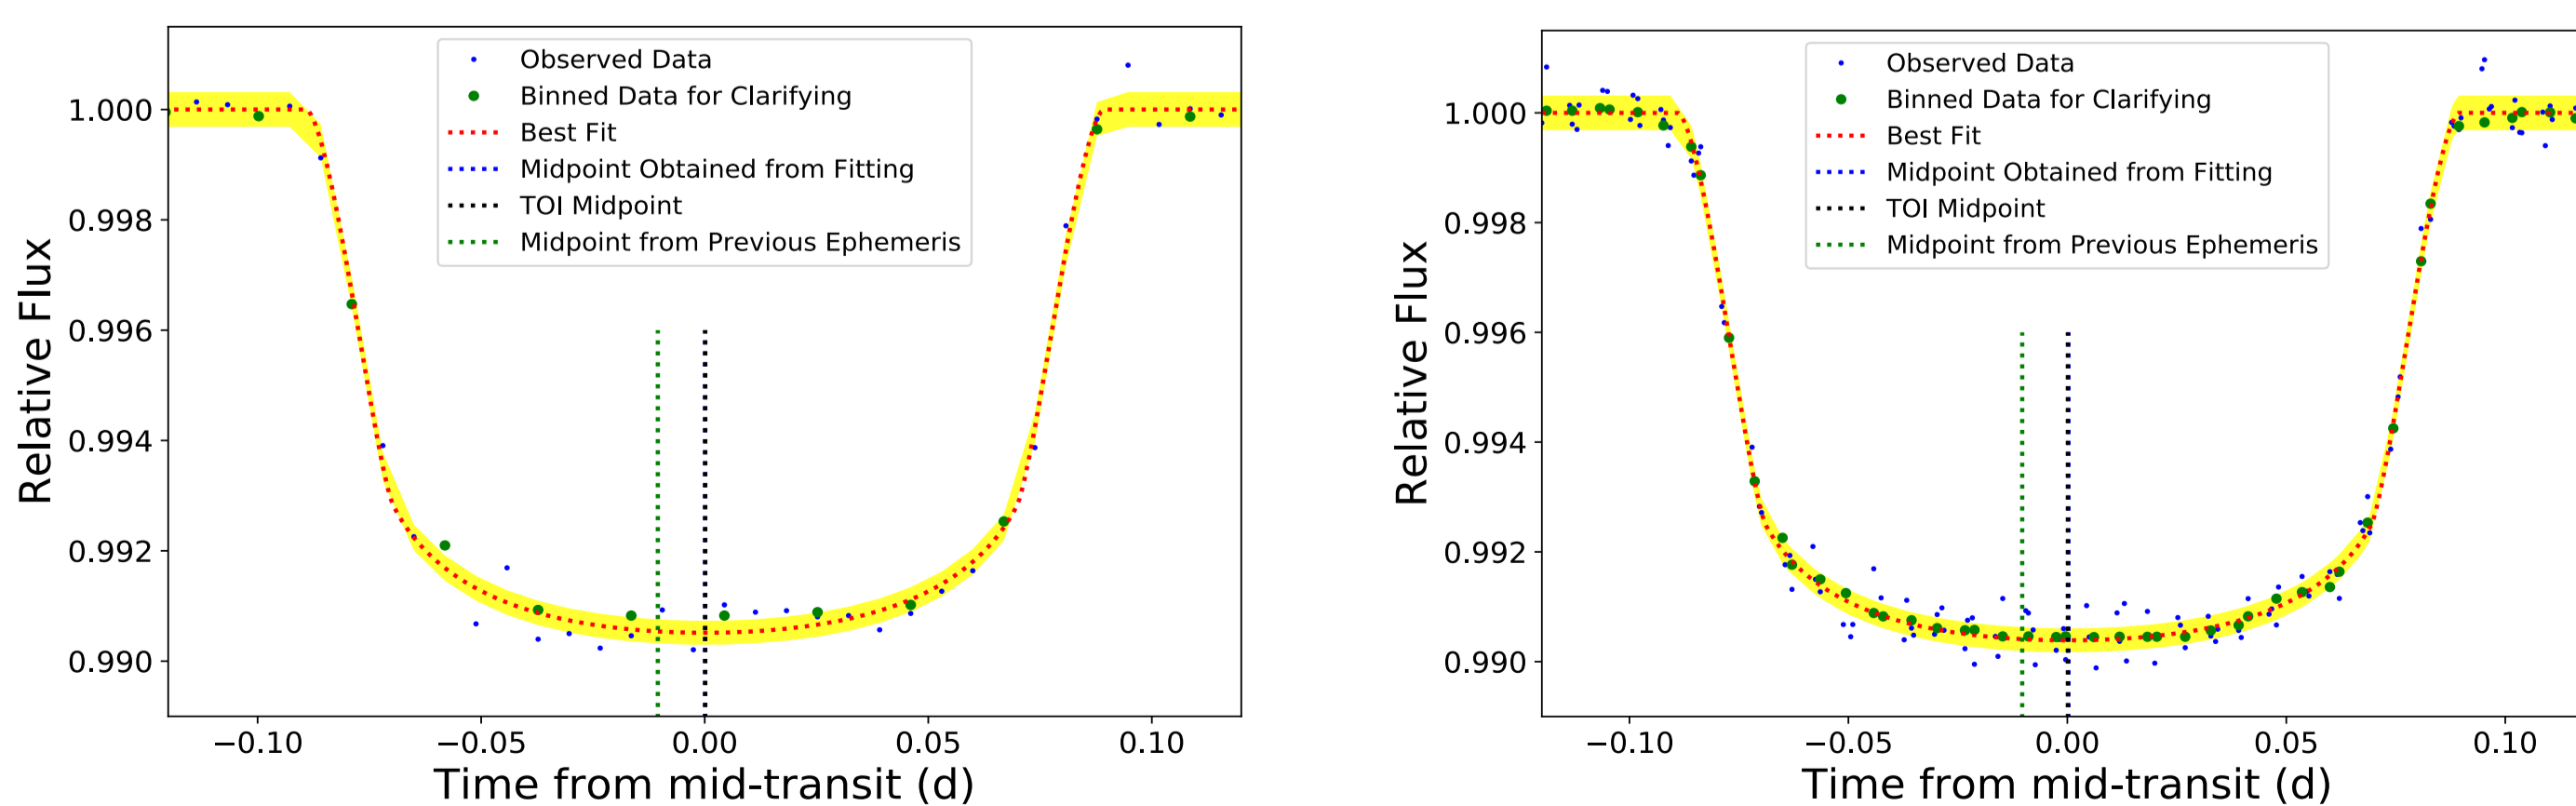 Observed Data
Binned Data for Clarifying
Best Fit
Midpoint Obtained from Fitting
TOI Midpoint
Midpoint from Previous Ephemeris
1.000
0.998
0.996
0.994
0.992
0.990
Relative Flux
−0.10 −0.05 0.00 0.05 0.10
Time from mid-transit (d)
Observed Data
Binned Data for Clarifying
Best Fit
Midpoint Obtained from Fitting
TOI Midpoint
Midpoint from Previous Ephemeris
1.000
0.998
0.996
0.994
0.992
0.990
Relative Flux
−0.10 −0.05 0.00 0.05 0.10
Time from mid-transit (d)